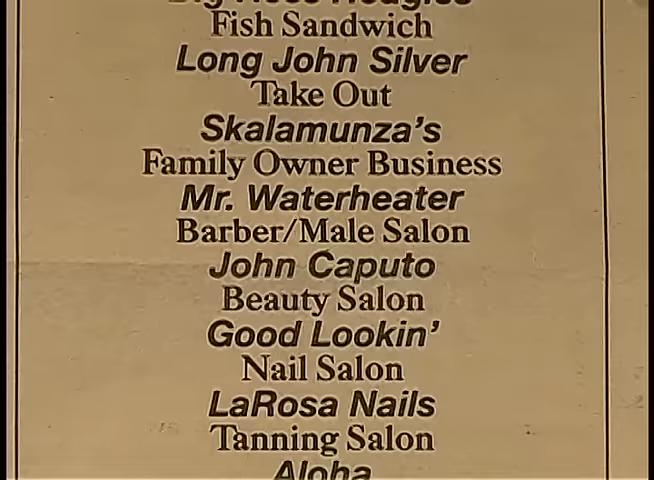 Fish Sandwich
Long John Silver
Take Out
Skalamunza's
Family Owner Business
Mr. Waterheater
Barber/Male Salon
John Caputo
Beauty Salon
Good Lookin'
Nail Salon
LaRosa Nails
Tanning Salon
Aloha